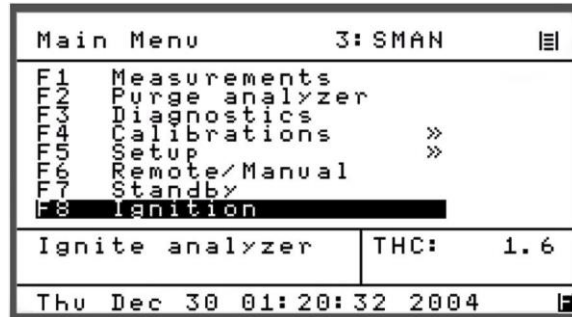 Main Menu 3: SMAN
F1 Measurements
F2 Purge analyzer
F3 Diagnostics
F4 Calibrations »
F5 Setup »
F6 Remote/Manual
F7 Standby
F8 Ignition
Ignite analyzer THC: 1.6
Thu Dec 30 01:20:32 2004 F